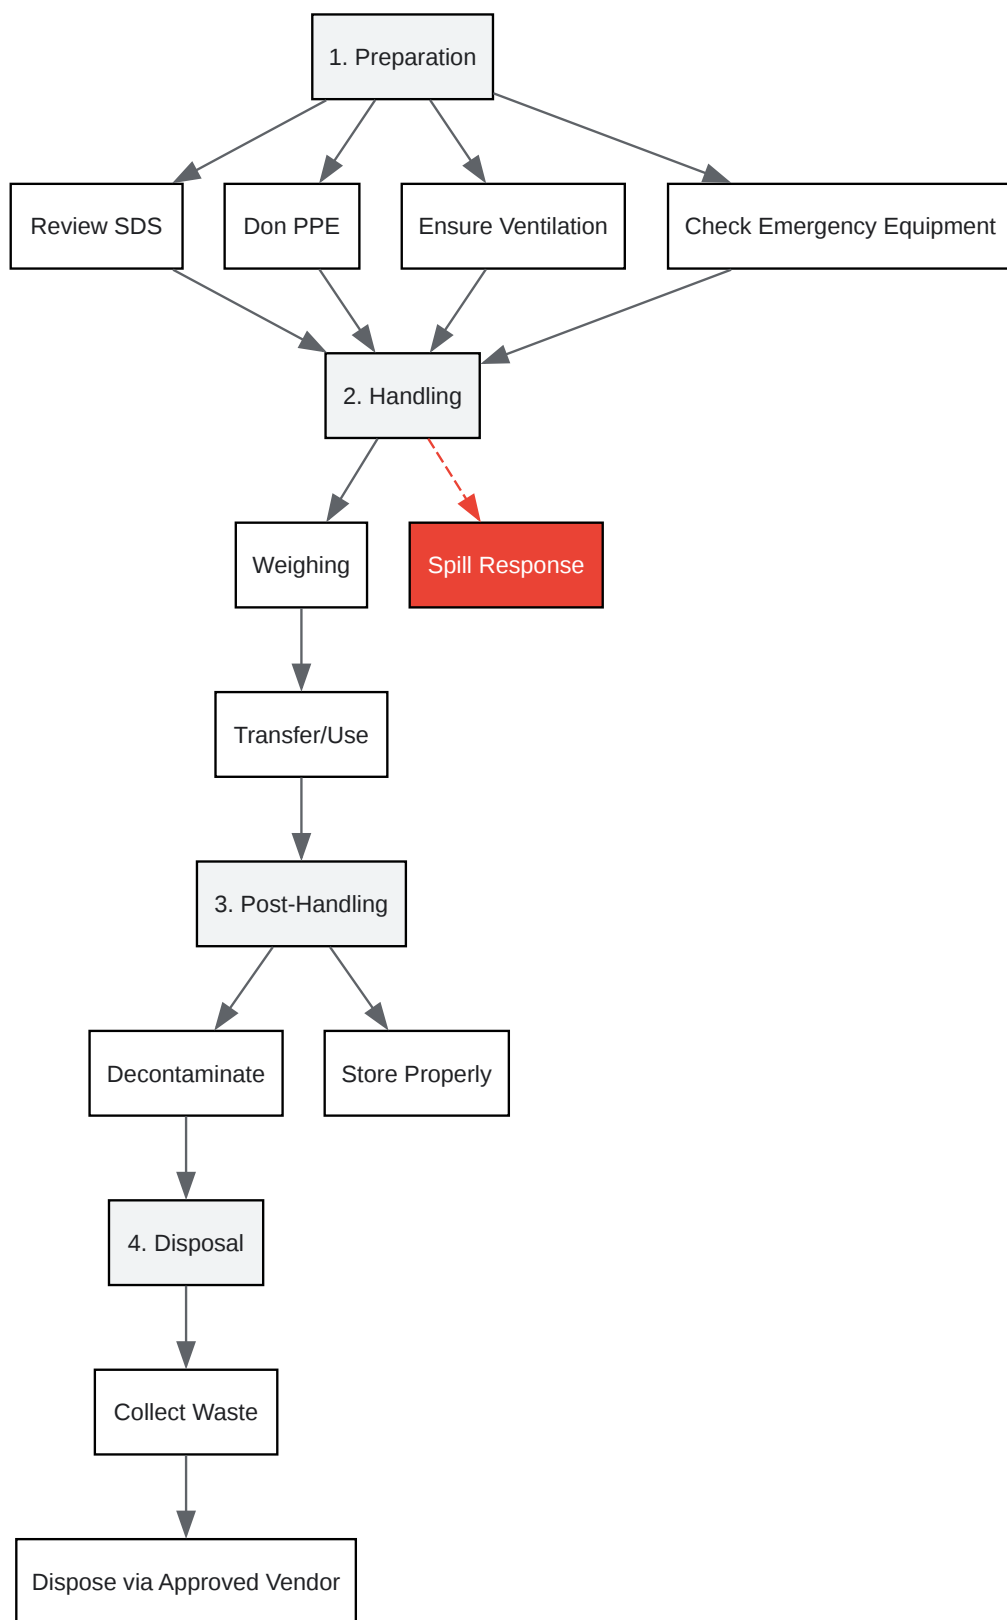 1. Preparation
Review SDS
Don PPE
Ensure Ventilation
Check Emergency Equipment
2. Handling
Weighing
Spill Response
Transfer/Use
3. Post-Handling
Decontaminate
Store Properly
4. Disposal
Collect Waste
Dispose via Approved Vendor